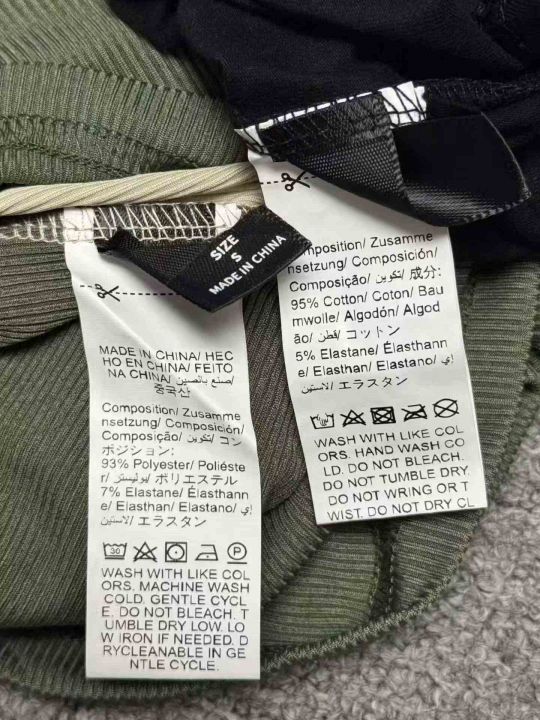 SIZE
S
MADE IN CHINA
MADE IN CHINA/ HEC
HO EN CHINA/ FEITO
NA CHINA/ صنع بالصين/
중국산
Composition/ Zusamme
nsetzung/ Composición/
Composição/ تكوين/ コン
ポジション:
93% Polyester/ Poliéster
r/ بوليستر/ ポリエステル
7% Elastane/ Élasthann
e/ Elasthan/ Elastano/ إي
لاستين/ エラスタン
30
P
WASH WITH LIKE COL
ORS. MACHINE WASH
COLD. GENTLE CYCL
E. DO NOT BLEACH. T
UMBLE DRY LOW. LO
W IRON IF NEEDED. D
RYCLEANABLE IN GE
NTLE CYCLE.
mposition/ Zusamme
nsetzung/ Composición/
Composição/ تكوين/ 成分:
95% Cotton/ Coton/ Bau
mwolle/ Algodón/ Algod
ão/ قطن/ コットン
5% Elastane/ Élasthann
e/ Elasthan/ Elastano/ إي
لاستين/ エラスタン
WASH WITH LIKE COL
ORS. HAND WASH CO
LD. DO NOT BLEACH.
DO NOT TUMBLE DRY.
DO NOT WRING OR T
WIST. DO NOT DRY CL